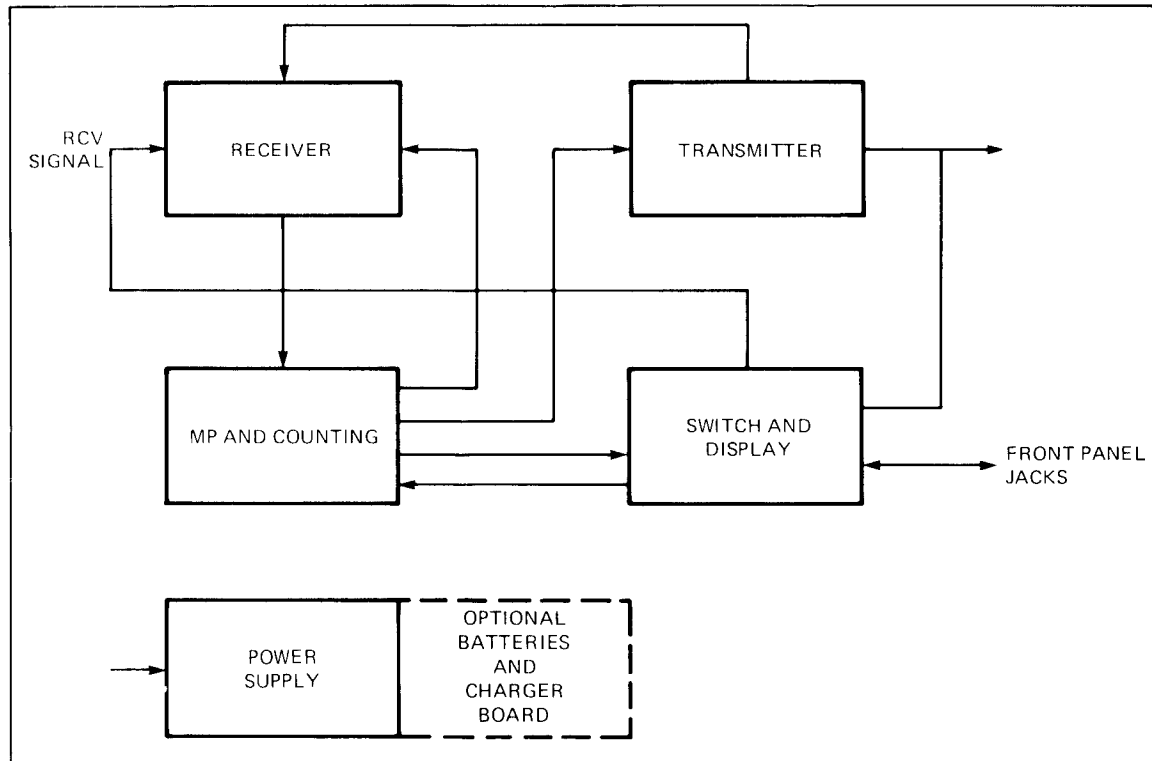 RCV
SIGNAL
RECEIVER
TRANSMITTER
MP AND COUNTING
SWITCH AND
DISPLAY
FRONT PANEL
JACKS
POWER
SUPPLY
OPTIONAL
BATTERIES
AND
CHARGER
BOARD